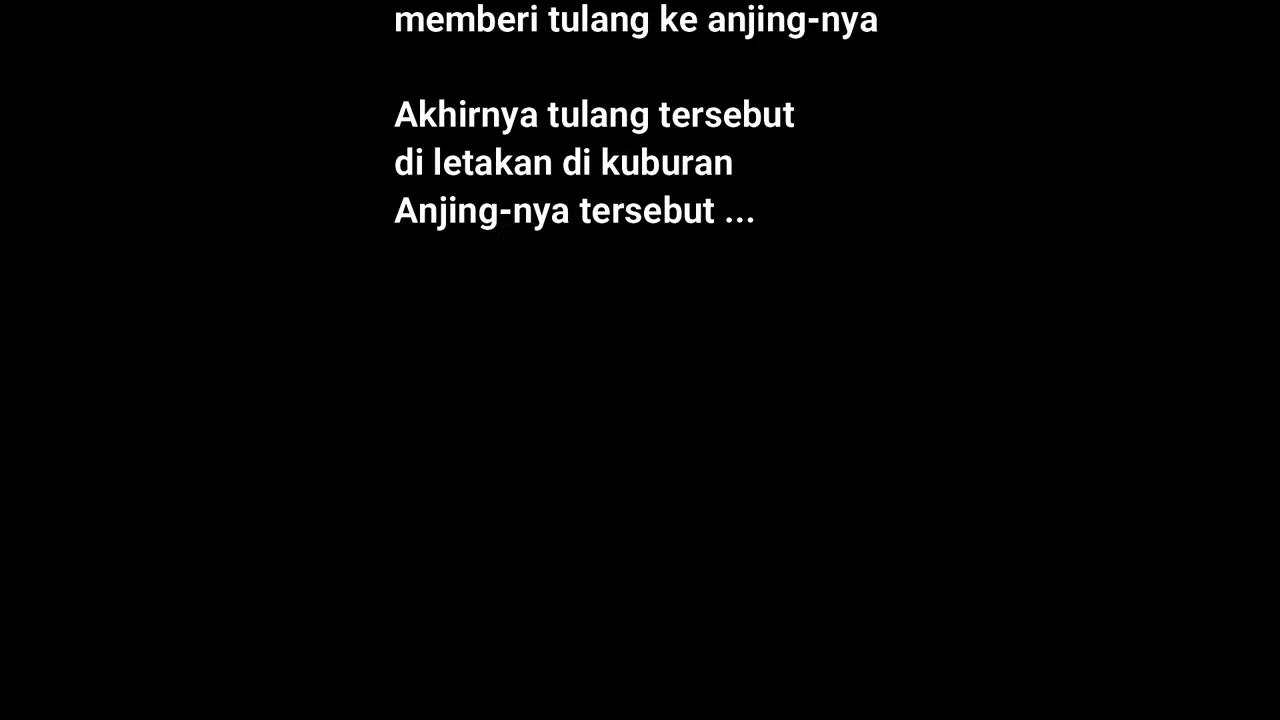 memberi tulang ke anjing-nya
Akhirnya tulang tersebut
di letakan di kuburan
Anjing-nya tersebut ...